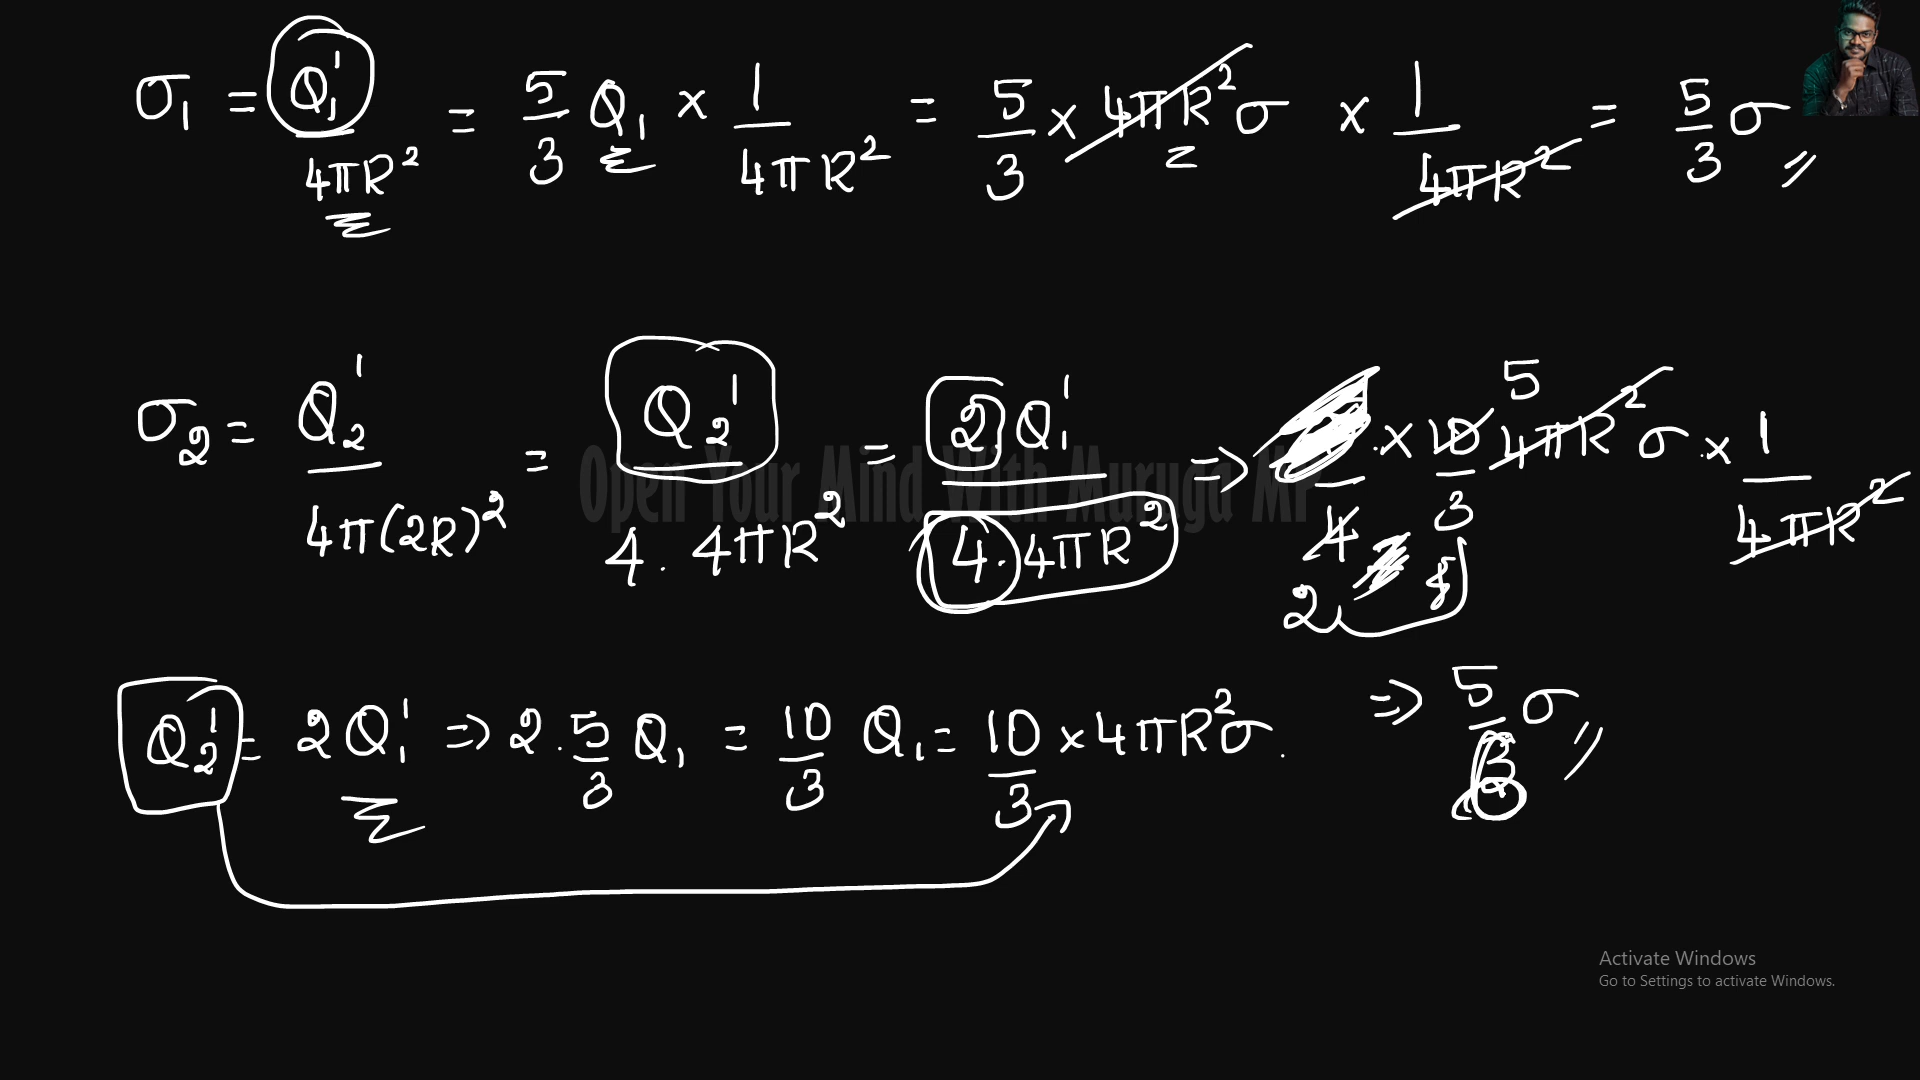 σ₁ = Q₁' / 4πR² = 5/3 Q₁ × 1 / 4πR² = 5/3 × 4πR² σ × 1 / 4πR² = 5/3 σ
σ₂ = Q₂' / 4π(2R)² = Q₂' / 4 . 4πR² = 2Q₁' / 4 . 4πR² ⇒ / 4 2 . × 10 5 / 3 4πR² σ . × 1 / 4πR²
Open Your Mind With Muruga MP
Q₂' = 2Q₁' ⇒ 2 . 5/3 Q₁ = 10/3 Q₁ = 10/3 × 4πR²σ .
⇒ 5/ σ
Activate Windows
Go to Settings to activate Windows.